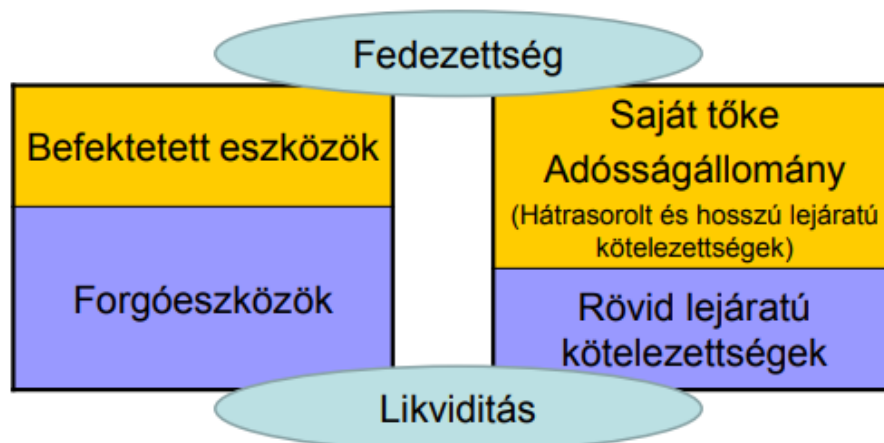 Fedezettség
Befektetett eszközök
Forgóeszközök
Saját tőke
Adósságállomány
(Hátrasorolt és hosszú lejáratú
kötelezettségek)
Rövid lejáratú
kötelezettségek
Likviditás